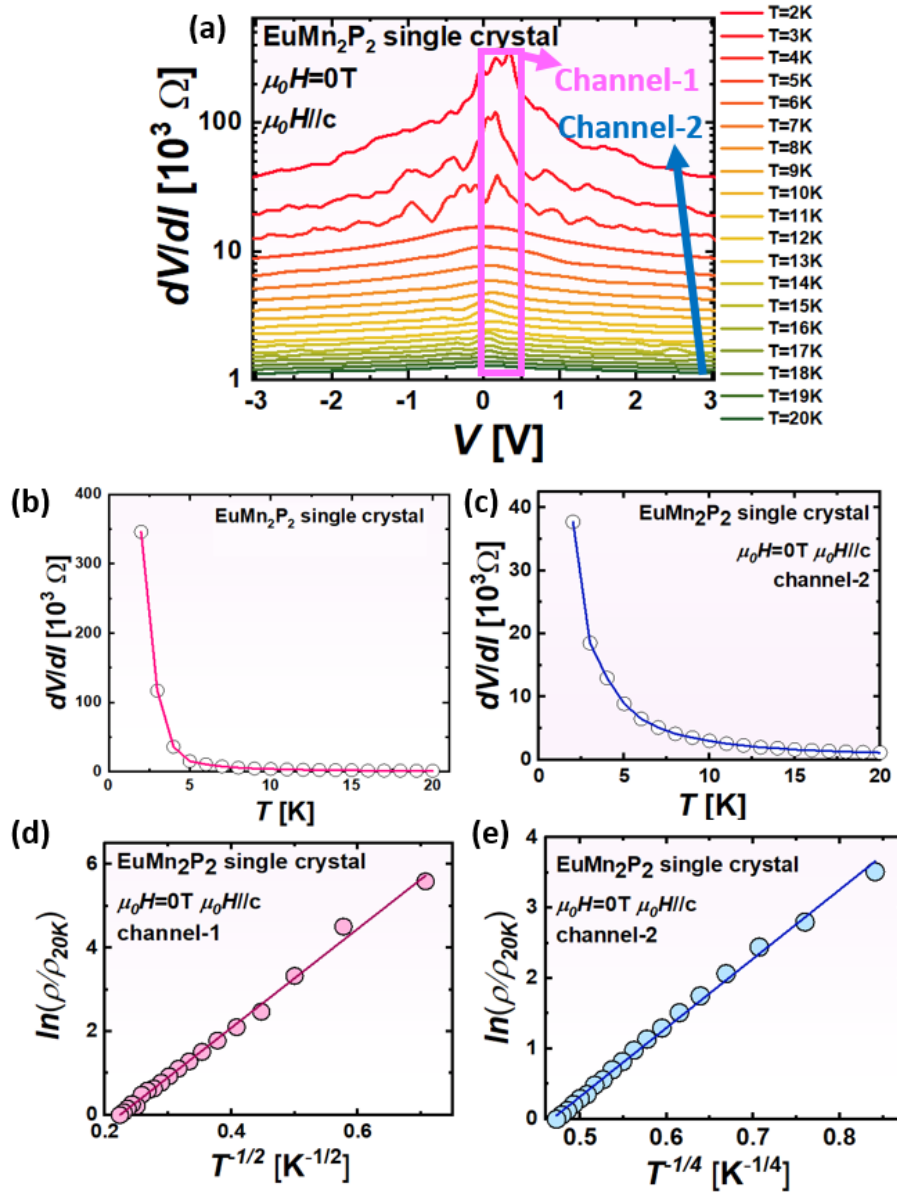 (a)
EuMn₂P₂ single crystal
μ₀H=0T
μ₀H//c
Channel-1
Channel-2
dV/dI [10³ Ω]
100
10
1
-3 -2 -1 0 1 2 3
V [V]
T=2K
T=3K
T=4K
T=5K
T=6K
T=7K
T=8K
T=9K
T=10K
T=11K
T=12K
T=13K
T=14K
T=15K
T=16K
T=17K
T=18K
T=19K
T=20K
(b)
EuMn₂P₂ single crystal
dV/dI [10³ Ω]
400
300
200
100
0
0 5 10 15 20
T [K]
(c)
EuMn₂P₂ single crystal
μ₀H=0T μ₀H//c
channel-2
dV/dI [10³Ω]
40
30
20
10
0
0 5 10 15 20
T [K]
(d)
EuMn₂P₂ single crystal
μ₀H=0T μ₀H//c
channel-1
ln(ρ/ρ₂₀K)
6
4
2
0
0.2 0.4 0.6
T⁻¹/² [K⁻¹/²]
(e)
EuMn₂P₂ single crystal
μ₀H=0T μ₀H//c
channel-2
ln(ρ/ρ₂₀K)
4
3
2
1
0
0.5 0.6 0.7 0.8
T⁻¹/⁴ [K⁻¹/⁴]